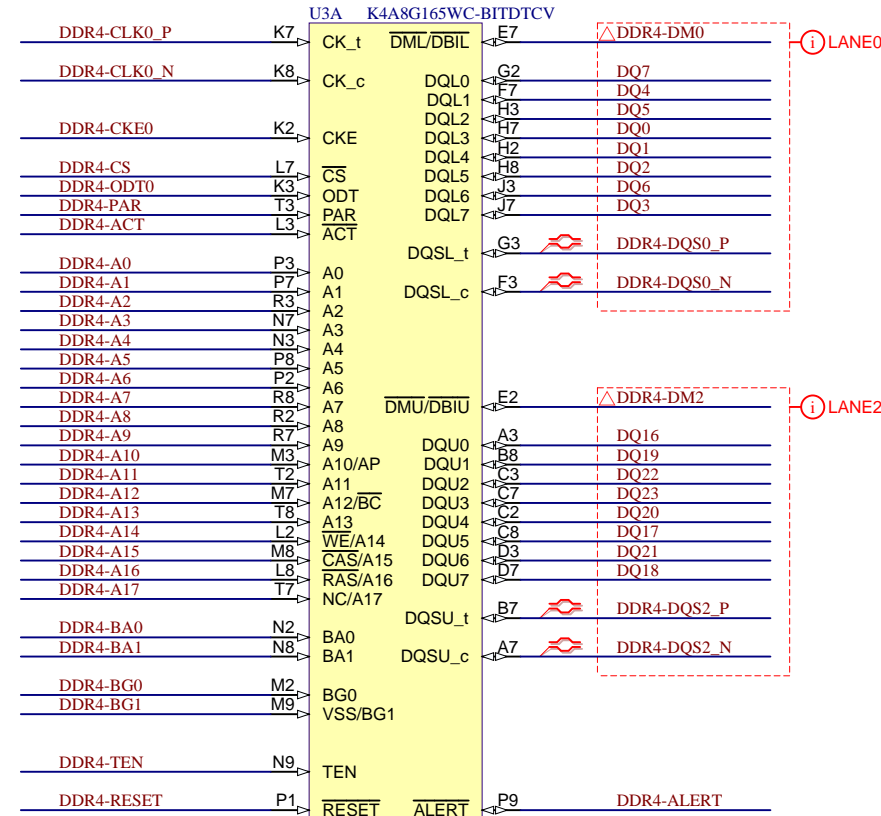 U3A K4A8G165WC-BITDTCV
DDR4-CLK0_P K7 CK_t DML/DBIL E7 DDR4-DM0 i LANE0
DDR4-CLK0_N K8 CK_c DQL0 G2 DQ7
DQL1 F7 DQ4
DQL2 H3 DQ5
DDR4-CKE0 K2 CKE DQL3 H7 DQ0
DQL4 H2 DQ1
DDR4-CS L7 CS DQL5 H8 DQ2
DDR4-ODT0 K3 ODT DQL6 J3 DQ6
DDR4-PAR T3 PAR DQL7 J7 DQ3
DDR4-ACT L3 ACT
DQSL_t G3 DDR4-DQS0_P
DDR4-A0 P3 A0
DDR4-A1 P7 A1 DQSL_c F3 DDR4-DQS0_N
DDR4-A2 R3 A2
DDR4-A3 N7 A3
DDR4-A4 N3 A4
DDR4-A5 P8 A5
DDR4-A6 P2 A6
DDR4-A7 R8 A7 DMU/DBIU E2 DDR4-DM2 i LANE2
DDR4-A8 R2 A8
DDR4-A9 R7 A9 DQU0 A3 DQ16
DDR4-A10 M3 A10/AP DQU1 B8 DQ19
DDR4-A11 T2 A11 DQU2 C3 DQ22
DDR4-A12 M7 A12/BC DQU3 C7 DQ23
DDR4-A13 T8 A13 DQU4 C2 DQ20
DDR4-A14 L2 WE/A14 DQU5 C8 DQ17
DDR4-A15 M8 CAS/A15 DQU6 D3 DQ21
DDR4-A16 L8 RAS/A16 DQU7 D7 DQ18
DDR4-A17 T7 NC/A17
DQSU_t B7 DDR4-DQS2_P
DDR4-BA0 N2 BA0
DDR4-BA1 N8 BA1 DQSU_c A7 DDR4-DQS2_N
DDR4-BG0 M2 BG0
DDR4-BG1 M9 VSS/BG1
DDR4-TEN N9 TEN
DDR4-RESET P1 RESET ALERT P9 DDR4-ALERT